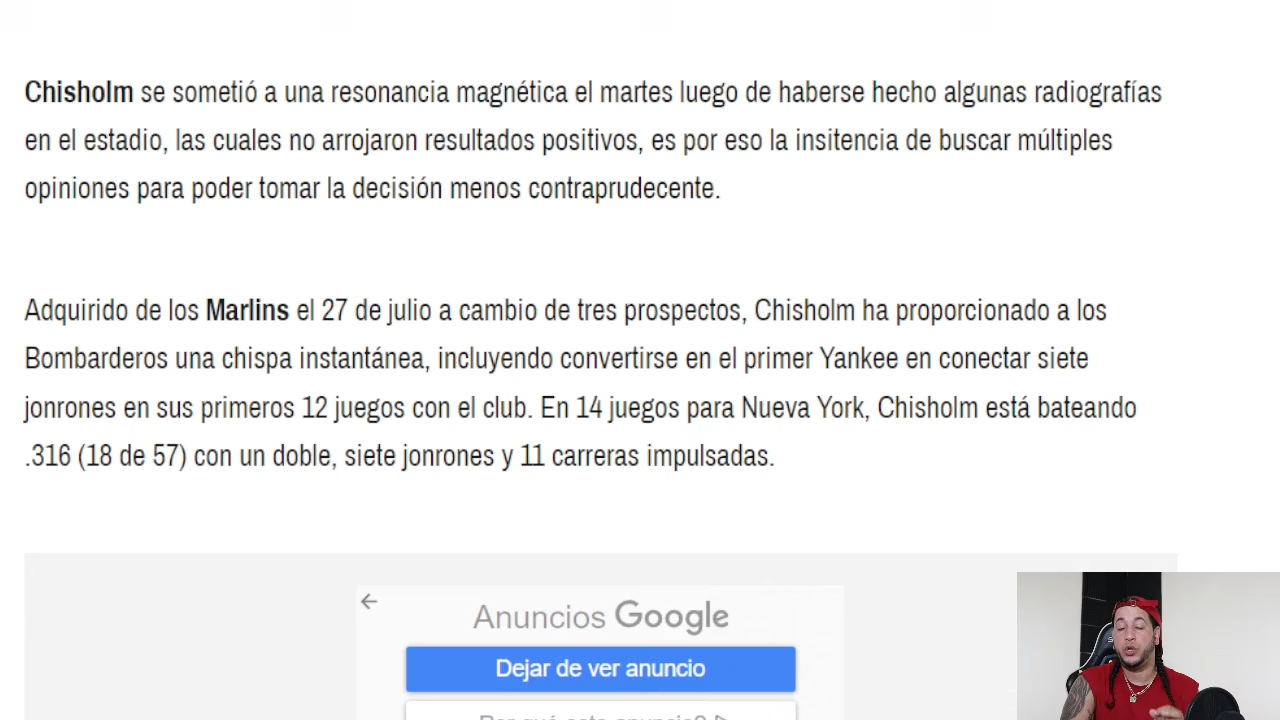 Chisholm se sometió a una resonancia magnética el martes luego de haberse hecho algunas radiografías
en el estadio, las cuales no arrojaron resultados positivos, es por eso la insitencia de buscar múltiples
opiniones para poder tomar la decisión menos contraprudecente.
Adquirido de los Marlins el 27 de julio a cambio de tres prospectos, Chisholm ha proporcionado a los
Bombarderos una chispa instantánea, incluyendo convertirse en el primer Yankee en conectar siete
jonrones en sus primeros 12 juegos con el club. En 14 juegos para Nueva York, Chisholm está bateando
.316 (18 de 57) con un doble, siete jonrones y 11 carreras impulsadas.
Anuncios Google
Dejar de ver anuncio
Por qué este anuncio?